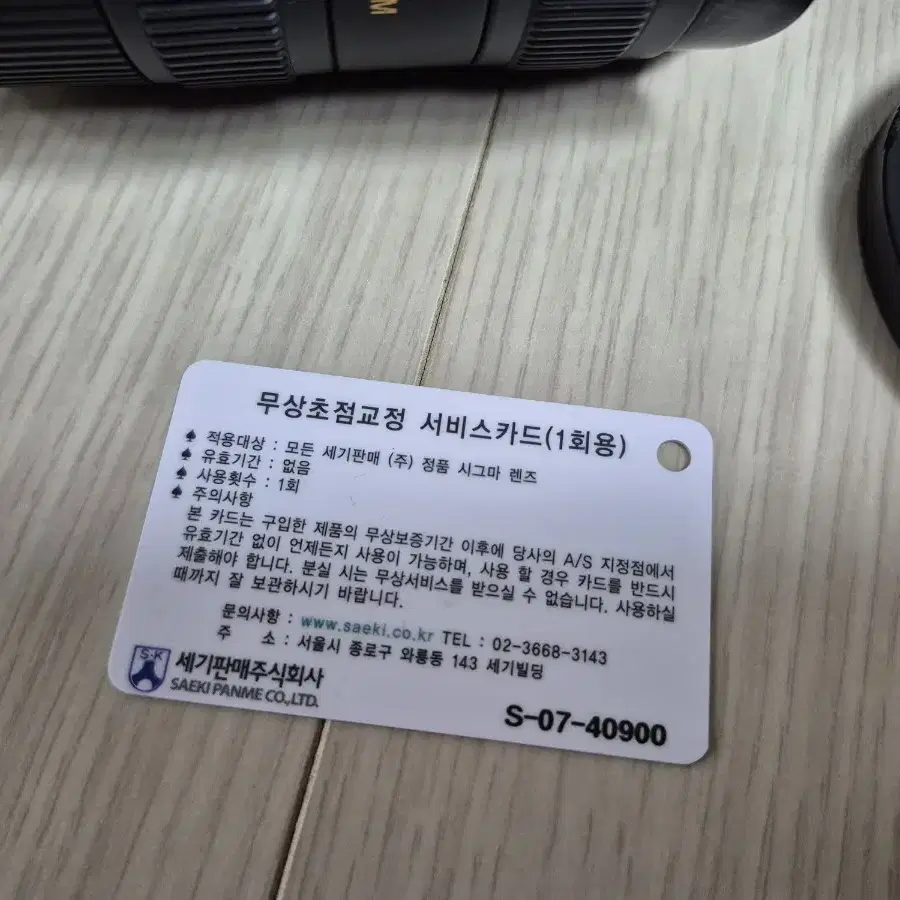 M
무상초점교정 서비스카드(1회용)
♠ 적용대상 : 모든 세기판매 (주) 정품 시그마 렌즈
♠ 유효기간 : 없음
♠ 사용횟수 : 1회
♠ 주의사항
본 카드는 구입한 제품의 무상보증기간 이후에 당사의 A/S 지정점에서
유효기간 없이 언제든지 사용이 가능하며, 사용 할 경우 카드를 반드시
제출해야 합니다. 분실 시는 무상서비스를 받으실 수 없습니다. 사용하실
때까지 잘 보관하시기 바랍니다.
문의사항 : www.saeki.co.kr TEL : 02-3668-3143
주 소 : 서울시 종로구 와룡동 143 세기빌딩
S·K
세기판매주식회사
SAEKI PANME CO.,LTD.
S-07-40900